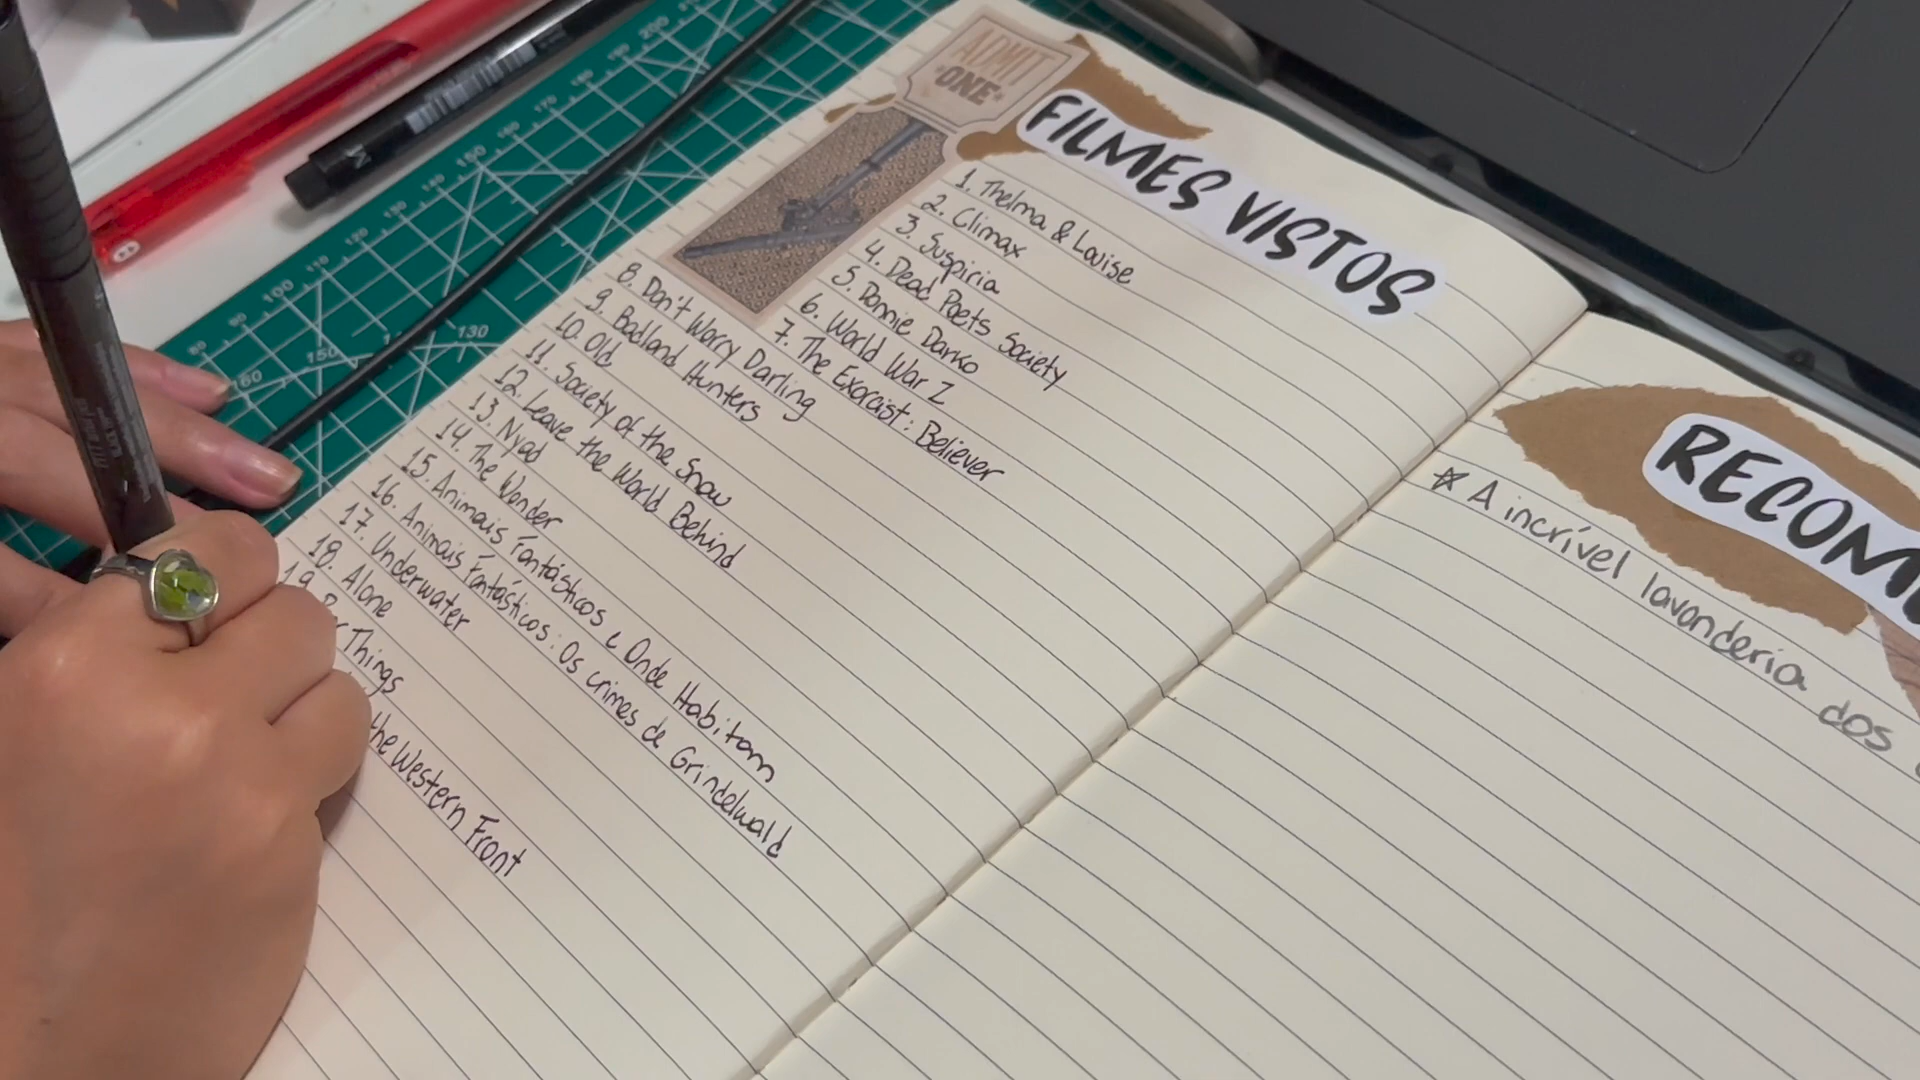 ADMIT
ONE
FILMES VISTOS
1. Thelma & Louise
2. Climax
3. Suspiria
4. Dead Poets Society
5. Donnie Darko
6. World War Z
7. The Exorcist: Believer
8. Don't Worry Darling
9. Badland Hunters
10. Old
11. Society of the Snow
12. Leave the World Behind
13. Nyad
14. The Wonder
15. Animais Fantásticos e Onde Habitam
16. Animais Fantásticos: Os crimes de Grindelwald
17. Underwater
18. Alone
19.
Things
the Western Front
RECOM
A incrível lavanderia dos